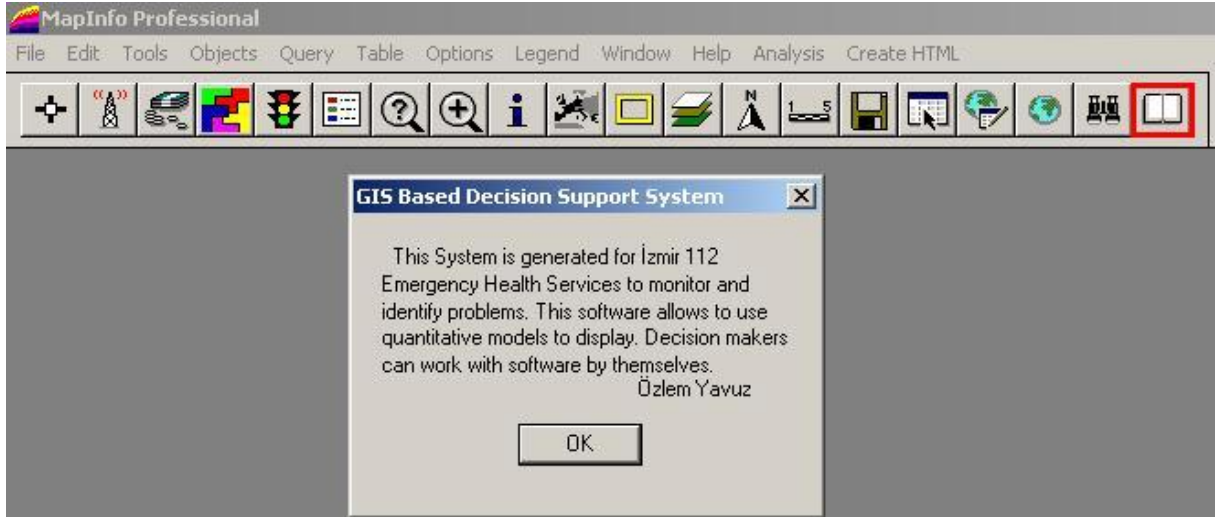 MapInfo Professional
File Edit Tools Objects Query Table Options Legend Window Help Analysis Create HTML
N
1 5
GIS Based Decision Support System
This System is generated for İzmir 112
Emergency Health Services to monitor and
identify problems. This software allows to use
quantitative models to display. Decision makers
can work with software by themselves.
Özlem Yavuz
OK